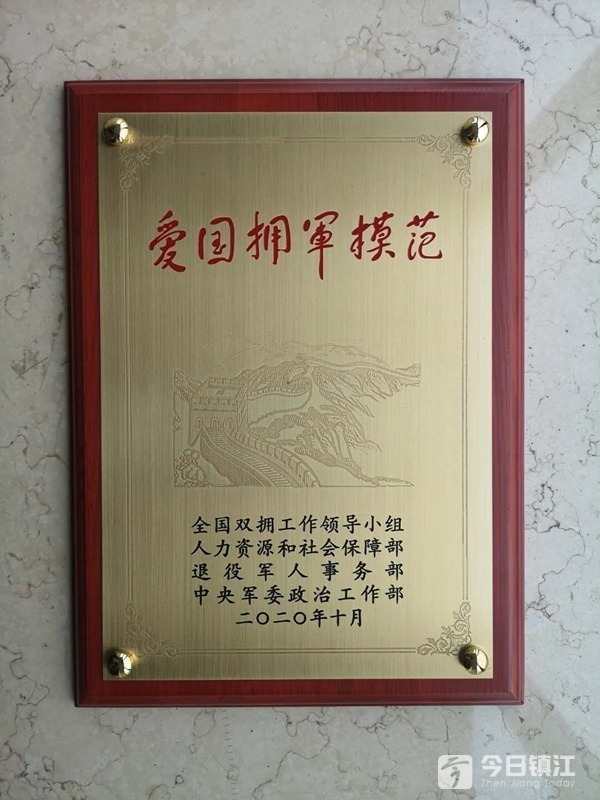 爱国拥軍模范
全国双拥工作领导小组
人力资源和社会保障部
退役军人事务部
中央军委政治工作部
二〇二〇年十月
今日镇江
Zhen Jiang Today